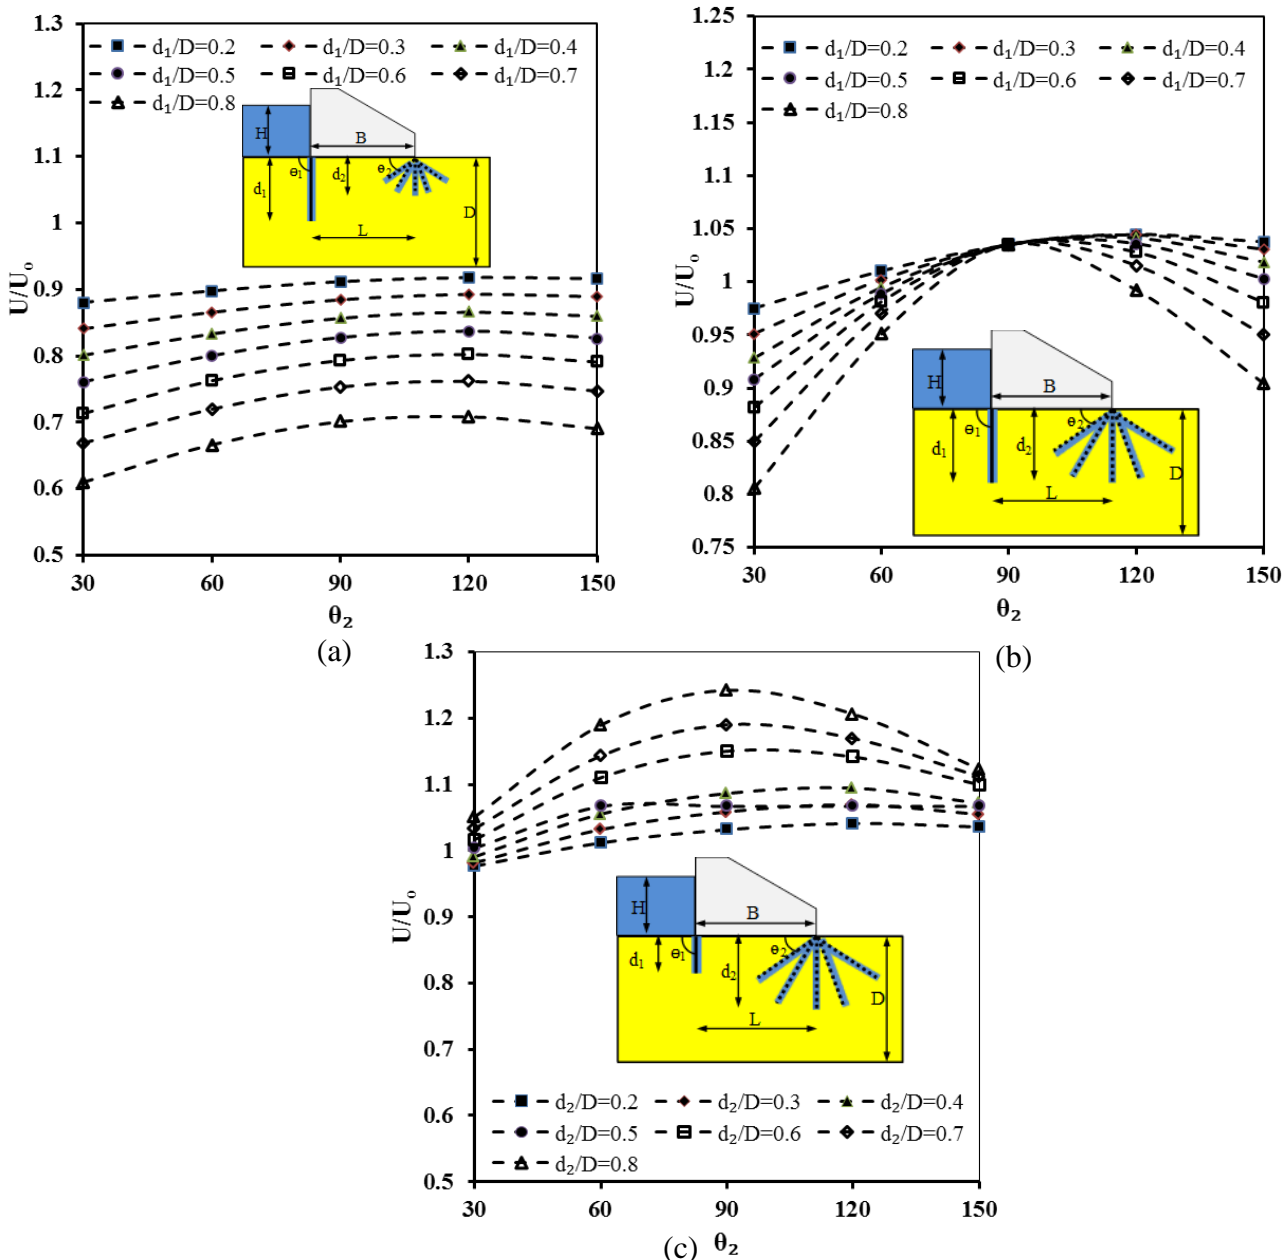 1.3
1.2
1.1
1
0.9
0.8
0.7
0.6
0.5
U/Uₒ
d₁/D=0.2 d₁/D=0.3 d₁/D=0.4
d₁/D=0.5 d₁/D=0.6 d₁/D=0.7
d₁/D=0.8
H
B
θ₁
θ₂
d₁
d₂
D
L
30 60 90 120 150
θ₂
(a)
1.25
1.2
1.15
1.1
1.05
1
0.95
0.9
0.85
0.8
0.75
U/Uₒ
d₁/D=0.2 d₁/D=0.3 d₁/D=0.4
d₁/D=0.5 d₁/D=0.6 d₁/D=0.7
d₁/D=0.8
H
B
θ₁
θ₂
d₁
d₂
D
L
30 60 90 120 150
θ₂
(b)
1.3
1.2
1.1
1
0.9
0.8
0.7
0.6
0.5
U/Uₒ
H
B
θ₁
θ₂
d₁
d₂
D
L
d₂/D=0.2 d₂/D=0.3 d₂/D=0.4
d₂/D=0.5 d₂/D=0.6 d₂/D=0.7
d₂/D=0.8
30 60 90 120 150
(c) θ₂